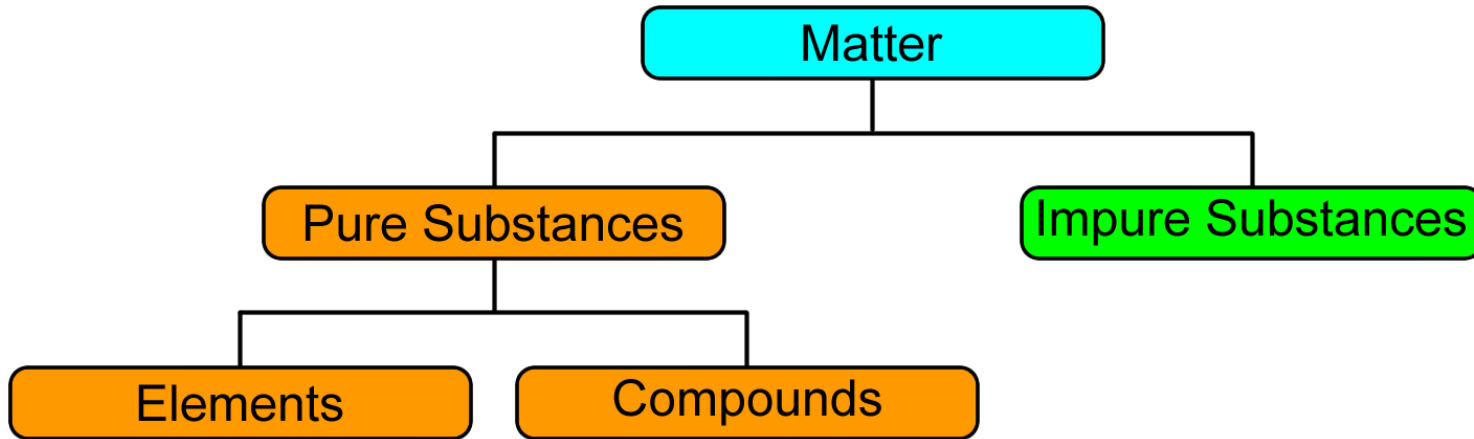 Matter
Pure Substances
Impure Substances
Elements
Compounds